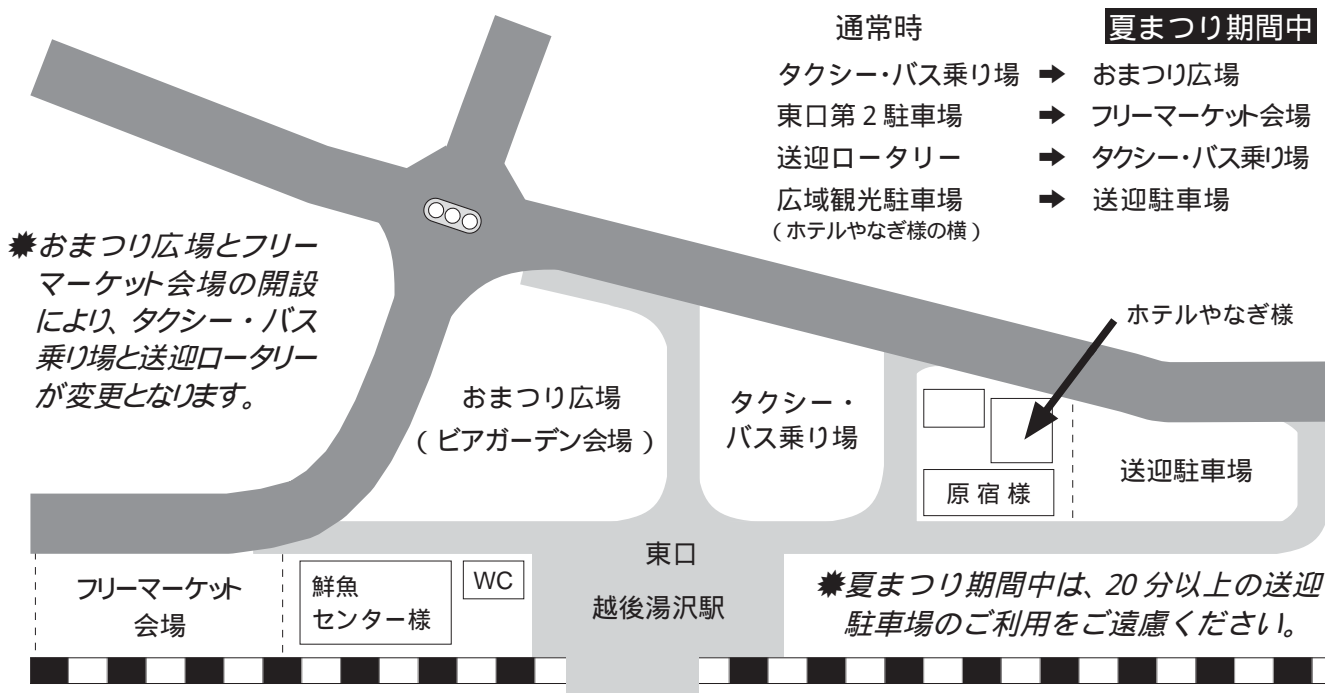 通常時 夏まつり期間中
タクシー・バス乗り場 ➡ おまつり広場
東口第2駐車場 ➡ フリーマーケット会場
送迎ロータリー ➡ タクシー・バス乗り場
広域観光駐車場 ➡ 送迎駐車場
(ホテルやなぎ様の横)
✹おまつり広場とフリー
マーケット会場の開設
により、タクシー・バス
乗り場と送迎ロータリー
が変更となります。
ホテルやなぎ様
おまつり広場
(ビアガーデン会場)
タクシー・
バス乗り場
原宿様
送迎駐車場
東口
越後湯沢駅
フリーマーケット
会場
鮮魚
センター様
WC
✹夏まつり期間中は、20分以上の送迎
駐車場のご利用をご遠慮ください。